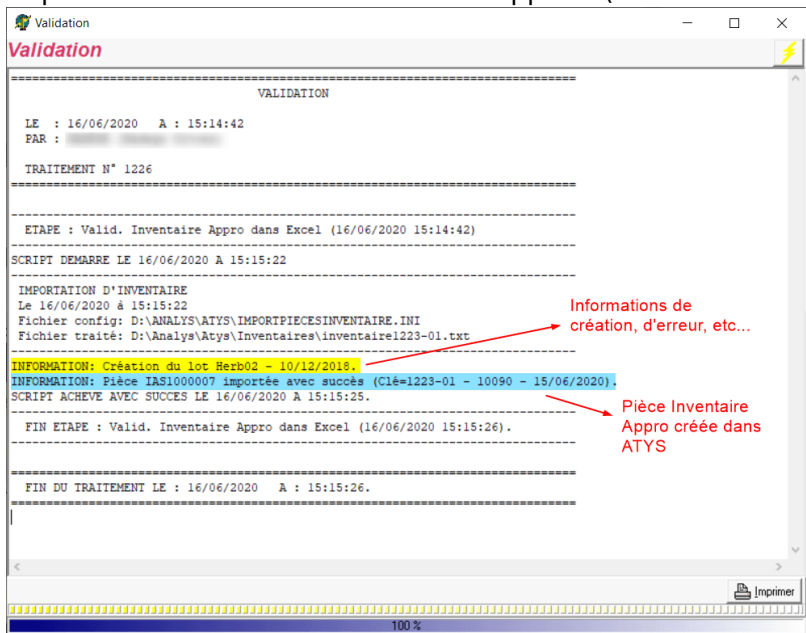 Validation
Validation
VALIDATION
LE : 16/06/2020 A : 15:14:42
PAR :
TRAITEMENT N° 1226
ETAPE : Valid. Inventaire Appro dans Excel (16/06/2020 15:14:42)
SCRIPT DEMARRE LE 16/06/2020 A 15:15:22
IMPORTATION D'INVENTAIRE
Le 16/06/2020 à 15:15:22
Fichier config: D:\ANALYS\ATYS\IMPORTPIECESINVENTAIRE.INI
Fichier traité: D:\Analys\Atys\Inventaires\inventaire1223-01.txt
Informations de
création, d'erreur, etc...
INFORMATION: Création du lot Herb02 - 10/12/2018.
INFORMATION: Pièce IAS1000007 importée avec succès (Clé=1223-01 - 10090 - 15/06/2020).
SCRIPT ACHEVE AVEC SUCCES LE 16/06/2020 A 15:15:25.
Pièce Inventaire
Appro créée dans
ATYS
FIN ETAPE : Valid. Inventaire Appro dans Excel (16/06/2020 15:15:26).
FIN DU TRAITEMENT LE : 16/06/2020 A : 15:15:26.
Imprimer
100 %